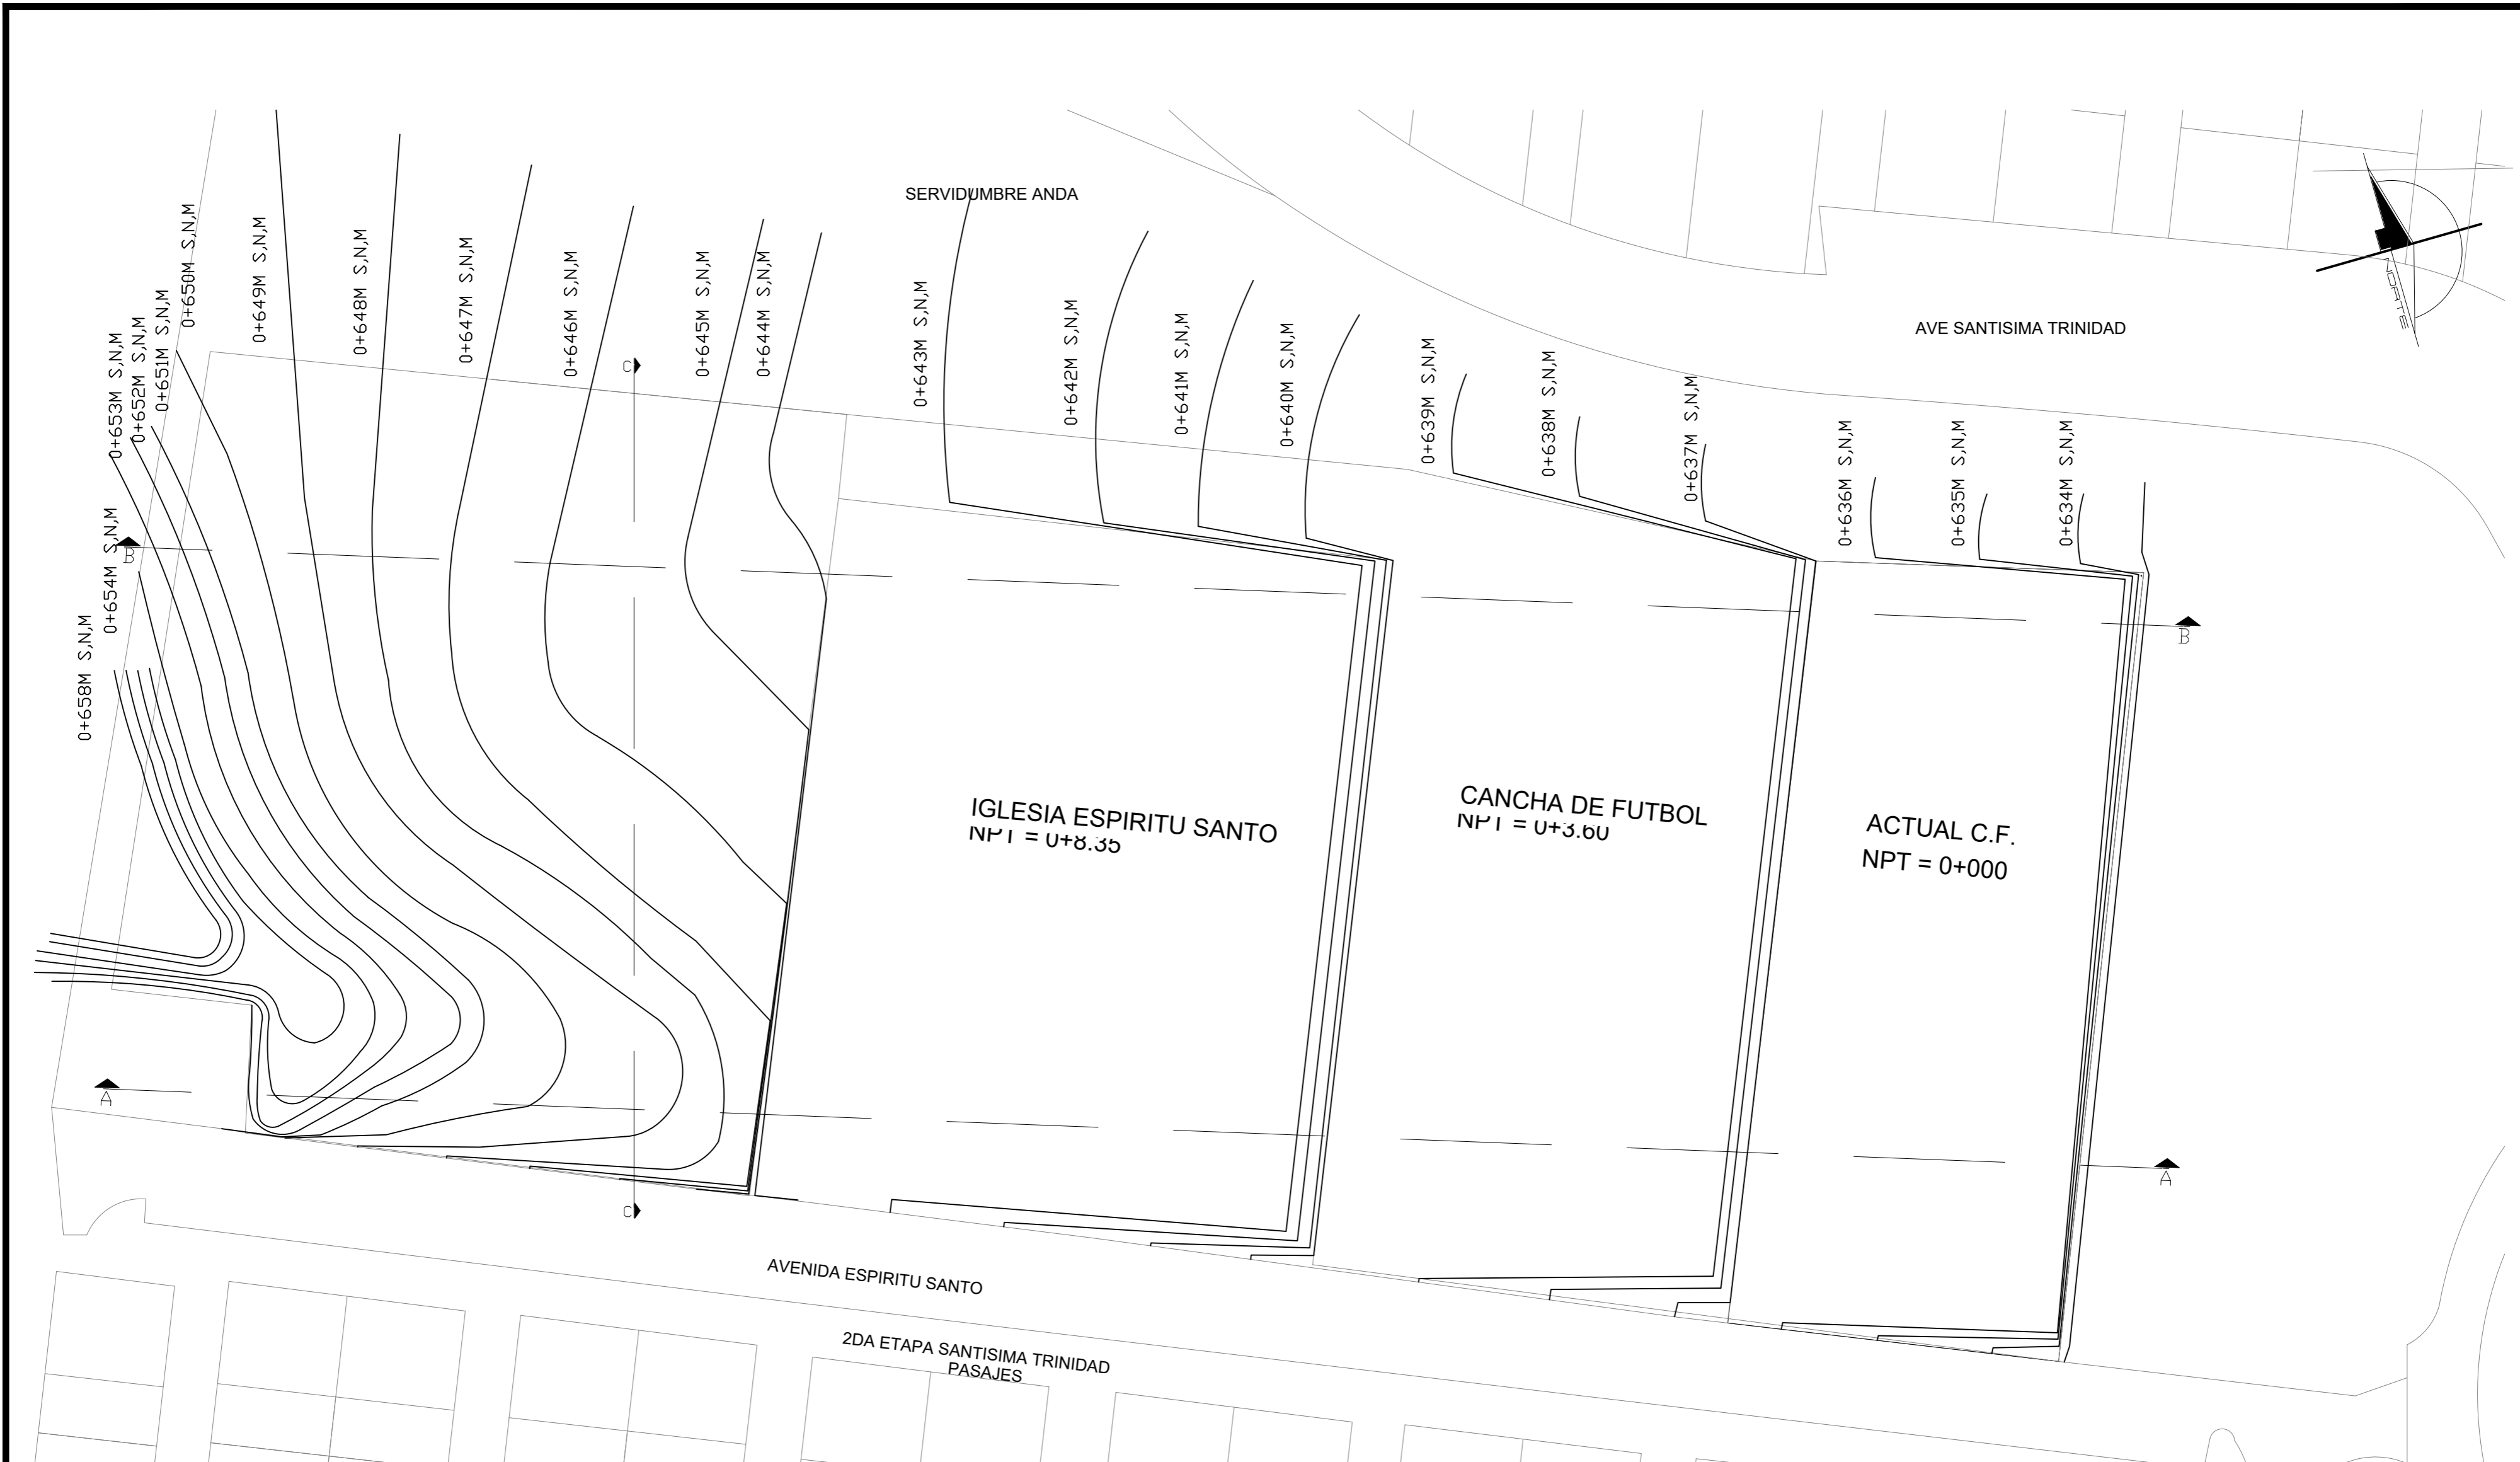 SERVIDUMBRE ANDA
AVE SANTISIMA TRINIDAD
NORTE
0+658M S,N,M
0+654M S,N,M
0+653M S,N,M
0+652M S,N,M
0+651M S,N,M
0+650M S,N,M
0+649M S,N,M
0+648M S,N,M
0+647M S,N,M
0+646M S,N,M
0+645M S,N,M
0+644M S,N,M
0+643M S,N,M
0+642M S,N,M
0+641M S,N,M
0+640M S,N,M
0+639M S,N,M
0+638M S,N,M
0+637M S,N,M
0+636M S,N,M
0+635M S,N,M
0+634M S,N,M
C
B
B
IGLESIA ESPIRITU SANTO
NPT = 0+8.35
CANCHA DE FUTBOL
NPT = 0+3.60
ACTUAL C.F.
NPT = 0+000
A
A
C
AVENIDA ESPIRITU SANTO
2DA ETAPA SANTISIMA TRINIDAD
PASAJES